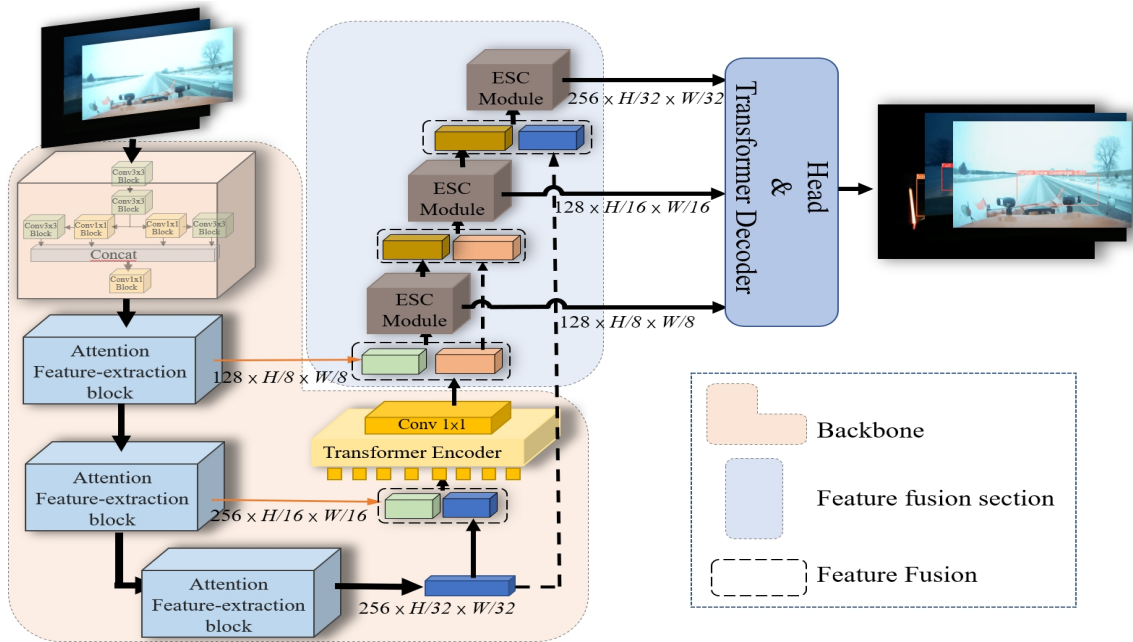 Conv3x3
Block
Conv3x3
Block
Conv3x3
Block
Conv1x1
Block
Conv1x1
Block
Conv3x3
Block
Concat
Conv1x1
Block
Attention
Feature-extraction
block
128 × H/8 × W/8
Attention
Feature-extraction
block
256 × H/16 × W/16
Attention
Feature-extraction
block
256 × H/32 × W/32
Transformer Encoder
Conv 1×1
ESC
Module
128 × H/8 × W/8
ESC
Module
128 × H/16 × W/16
ESC
Module
256 × H/32 × W/32
Transformer Decoder
&
Head
Backbone
Feature fusion section
Feature Fusion